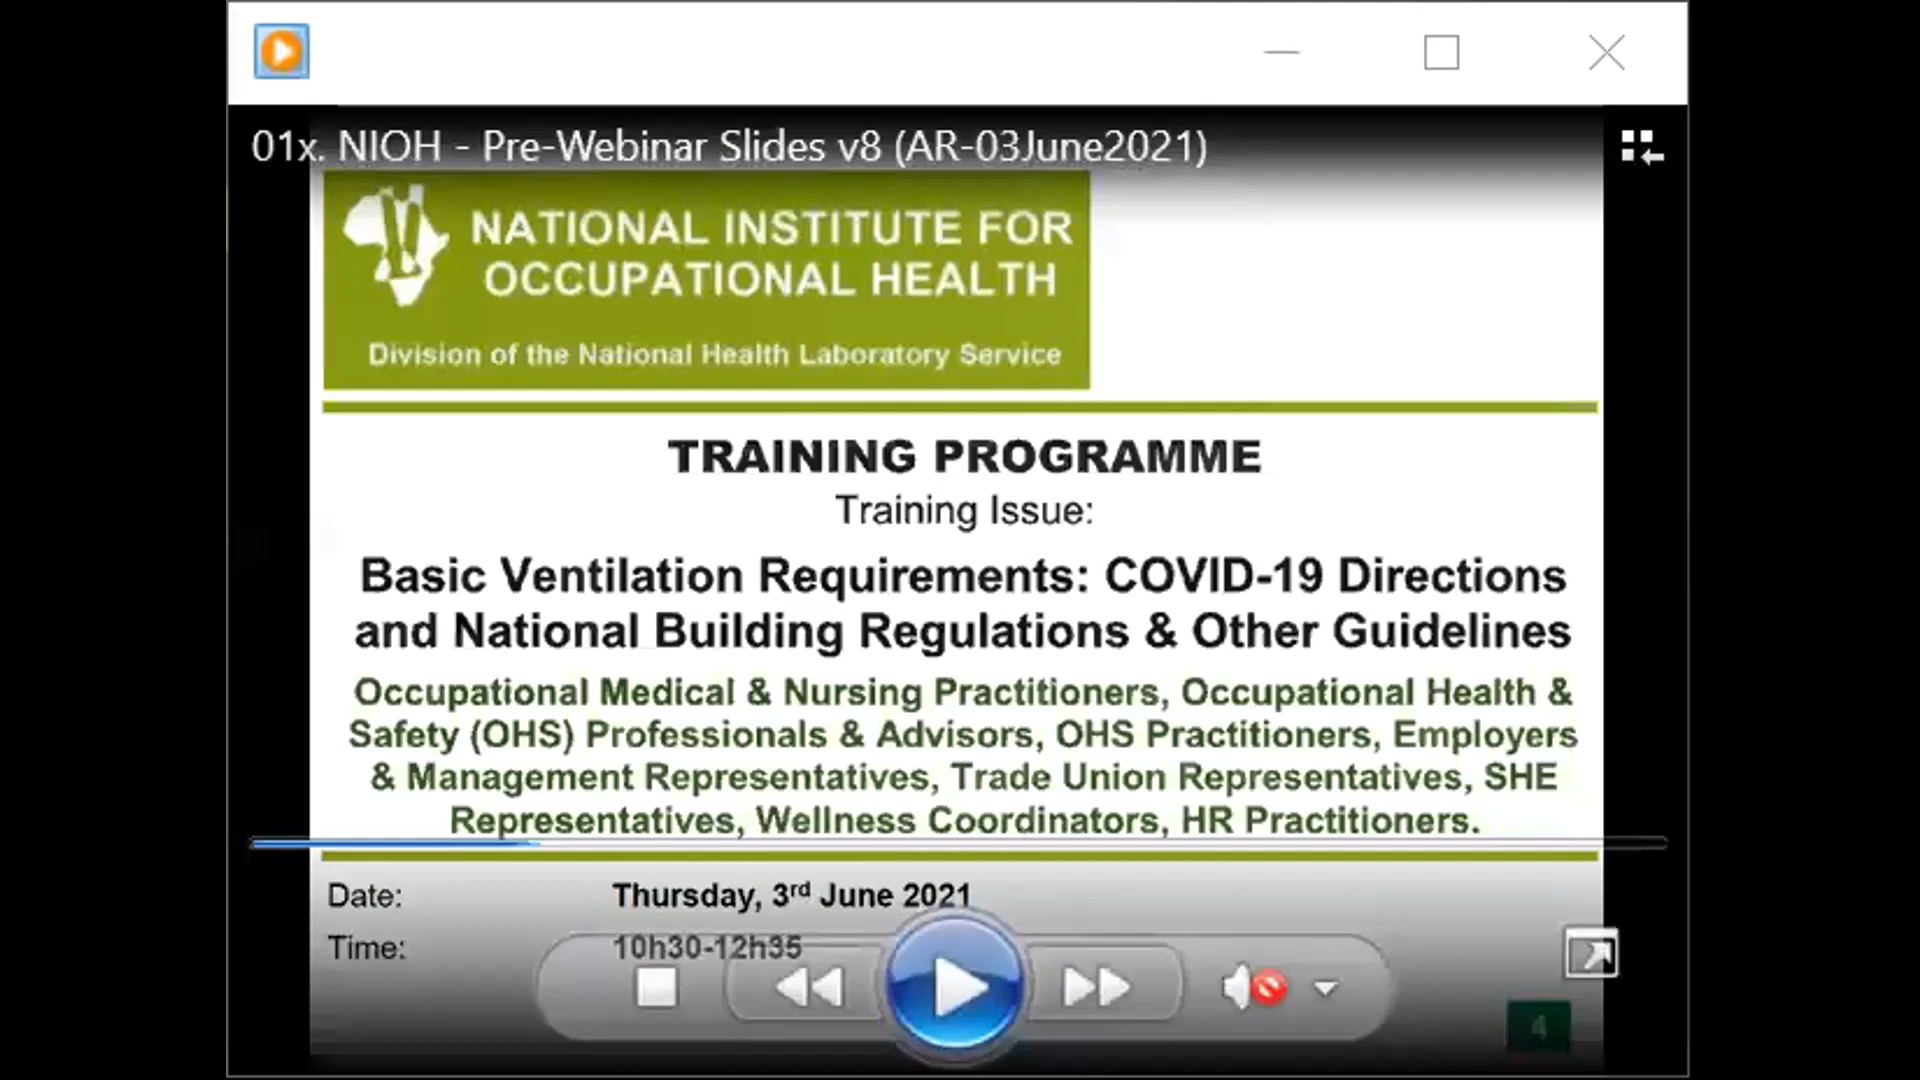 01x. NIOH - Pre-Webinar Slides v8 (AR-03June2021)
NATIONAL INSTITUTE FOR
OCCUPATIONAL HEALTH
Division of the National Health Laboratory Service
TRAINING PROGRAMME
Training Issue:
Basic Ventilation Requirements: COVID-19 Directions
and National Building Regulations & Other Guidelines
Occupational Medical & Nursing Practitioners, Occupational Health &
Safety (OHS) Professionals & Advisors, OHS Practitioners, Employers
& Management Representatives, Trade Union Representatives, SHE
Representatives, Wellness Coordinators, HR Practitioners.
Date: Thursday, 3rd June 2021
Time: 10h30-12h35
4